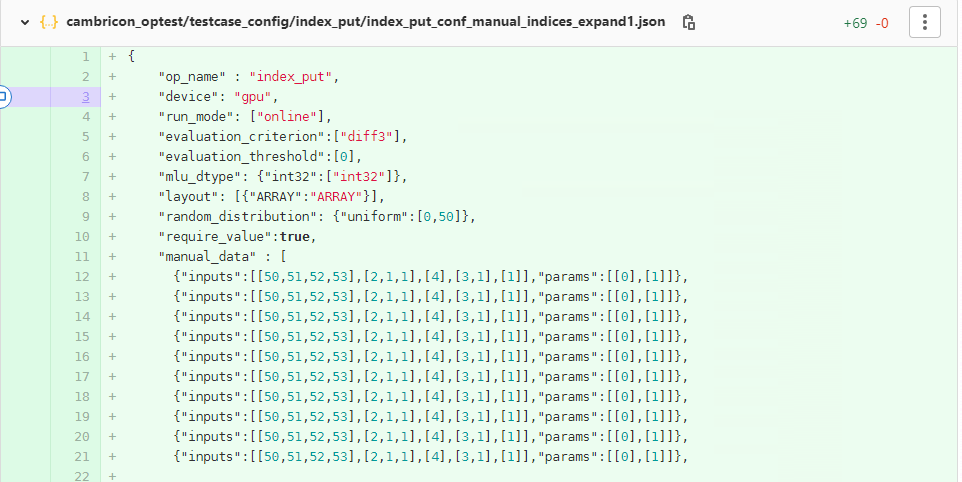 cambricon_optest/testcase_config/index_put/index_put_conf_manual_indices_expand1.json +69 -0
1 + {
2 + "op_name" : "index_put",
3 + "device": "gpu",
4 + "run_mode": ["online"],
5 + "evaluation_criterion":["diff3"],
6 + "evaluation_threshold":[0],
7 + "mlu_dtype": {"int32":["int32"]},
8 + "layout": [{"ARRAY":"ARRAY"}],
9 + "random_distribution": {"uniform":[0,50]},
10 + "require_value":true,
11 + "manual_data" : [
12 + {"inputs":[[50,51,52,53],[2,1,1],[4],[3,1],[1]],"params":[[0],[1]]},
13 + {"inputs":[[50,51,52,53],[2,1,1],[4],[3,1],[1]],"params":[[0],[1]]},
14 + {"inputs":[[50,51,52,53],[2,1,1],[4],[3,1],[1]],"params":[[0],[1]]},
15 + {"inputs":[[50,51,52,53],[2,1,1],[4],[3,1],[1]],"params":[[0],[1]]},
16 + {"inputs":[[50,51,52,53],[2,1,1],[4],[3,1],[1]],"params":[[0],[1]]},
17 + {"inputs":[[50,51,52,53],[2,1,1],[4],[3,1],[1]],"params":[[0],[1]]},
18 + {"inputs":[[50,51,52,53],[2,1,1],[4],[3,1],[1]],"params":[[0],[1]]},
19 + {"inputs":[[50,51,52,53],[2,1,1],[4],[3,1],[1]],"params":[[0],[1]]},
20 + {"inputs":[[50,51,52,53],[2,1,1],[4],[3,1],[1]],"params":[[0],[1]]},
21 + {"inputs":[[50,51,52,53],[2,1,1],[4],[3,1],[1]],"params":[[0],[1]]},
22 +